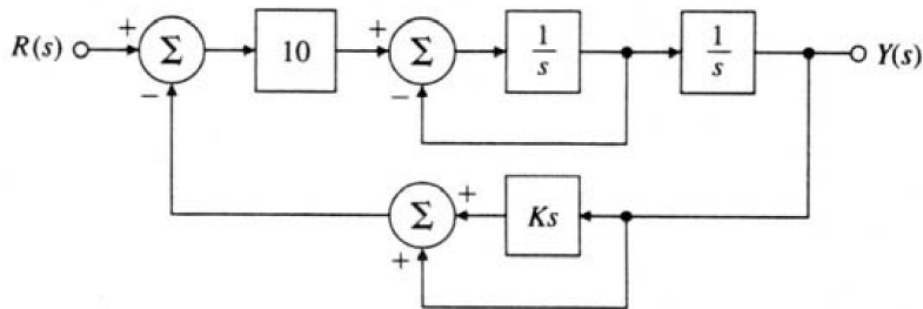 R(s) + Σ − 10 + Σ − 1/s 1/s Y(s)
Σ + + Ks